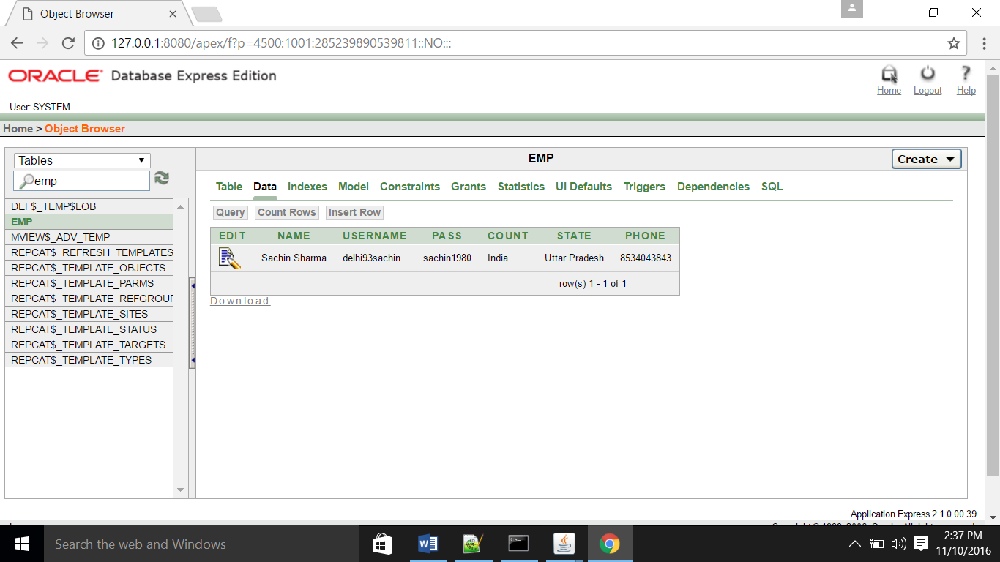 Object Browser
127.0.0.1:8080/apex/f?p=4500:1001:285239890539811::NO:::
ORACLE Database Express Edition
Home Logout Help
User: SYSTEM
Home > Object Browser
Tables
emp
DEF$_TEMP$LOB
EMP
MVIEW$_ADV_TEMP
REPCAT$_REFRESH_TEMPLATES
REPCAT$_TEMPLATE_OBJECTS
REPCAT$_TEMPLATE_PARMS
REPCAT$_TEMPLATE_REFGROUP
REPCAT$_TEMPLATE_SITES
REPCAT$_TEMPLATE_STATUS
REPCAT$_TEMPLATE_TARGETS
REPCAT$_TEMPLATE_TYPES
EMP
Create
Table Data Indexes Model Constraints Grants Statistics UI Defaults Triggers Dependencies SQL
Query Count Rows Insert Row
EDIT NAME USERNAME PASS COUNT STATE PHONE
Sachin Sharma delhi93sachin sachin1980 India Uttar Pradesh 8534043843
row(s) 1 - 1 of 1
Download
Application Express 2.1.0.00.39
Search the web and Windows
2:37 PM
11/10/2016